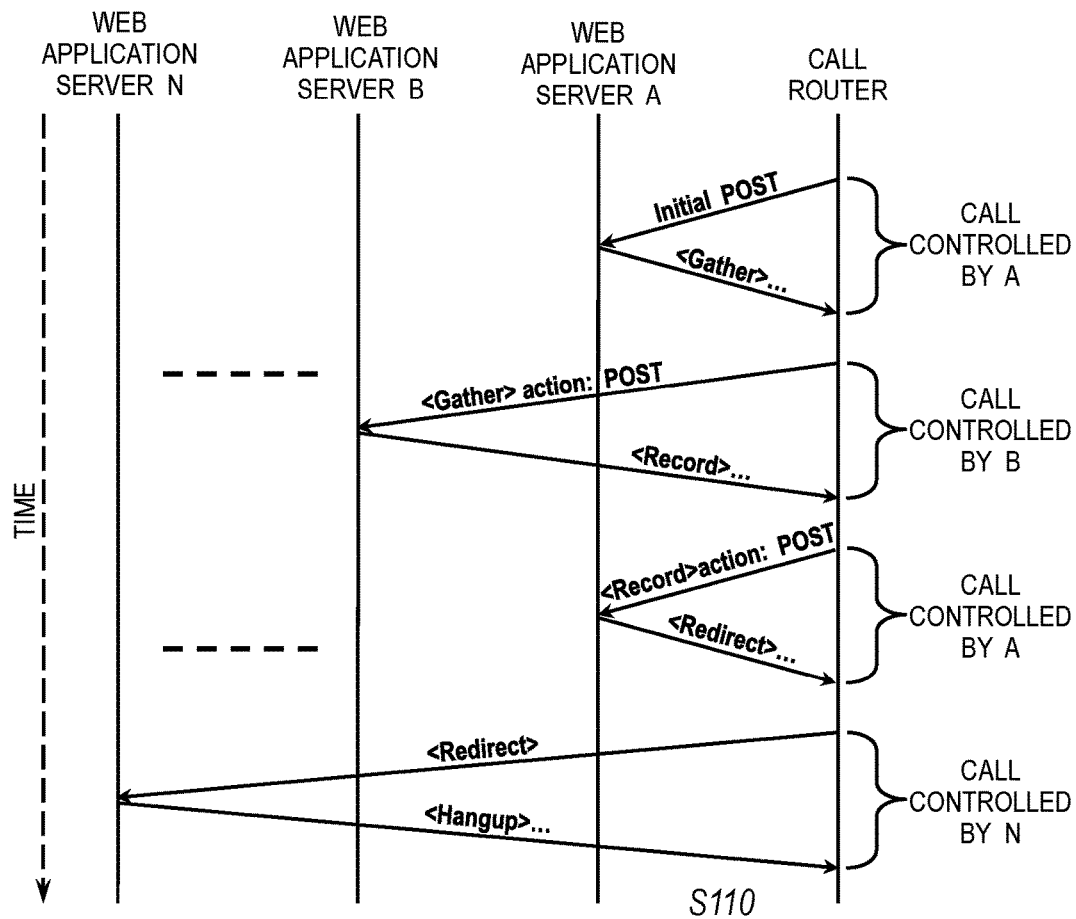 WEB
APPLICATION
SERVER N
WEB
APPLICATION
SERVER B
WEB
APPLICATION
SERVER A
CALL
ROUTER
Initial POST
<Gather>...
CALL
CONTROLLED
BY A
<Gather> action: POST
<Record>...
CALL
CONTROLLED
BY B
TIME
<Record>action: POST
<Redirect>...
CALL
CONTROLLED
BY A
<Redirect>
<Hangup>...
CALL
CONTROLLED
BY N
S110